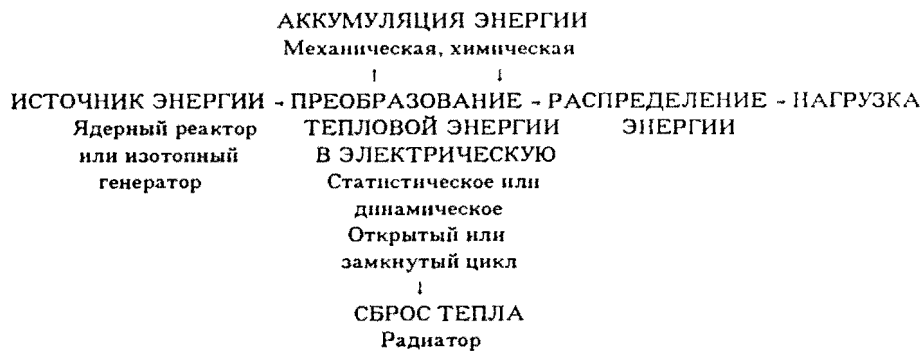 АККУМУЛЯЦИЯ ЭНЕРГИИ
Механическая, химическая
↑ ↓
ИСТОЧНИК ЭНЕРГИИ - ПРЕОБРАЗОВАНИЕ - РАСПРЕДЕЛЕНИЕ - НАГРУЗКА
Ядерный реактор ТЕПЛОВОЙ ЭНЕРГИИ ЭНЕРГИИ
или изотопный В ЭЛЕКТРИЧЕСКУЮ
генератор Статистическое или
динамическое
Открытый или
замкнутый цикл
↓
СБРОС ТЕПЛА
Радиатор